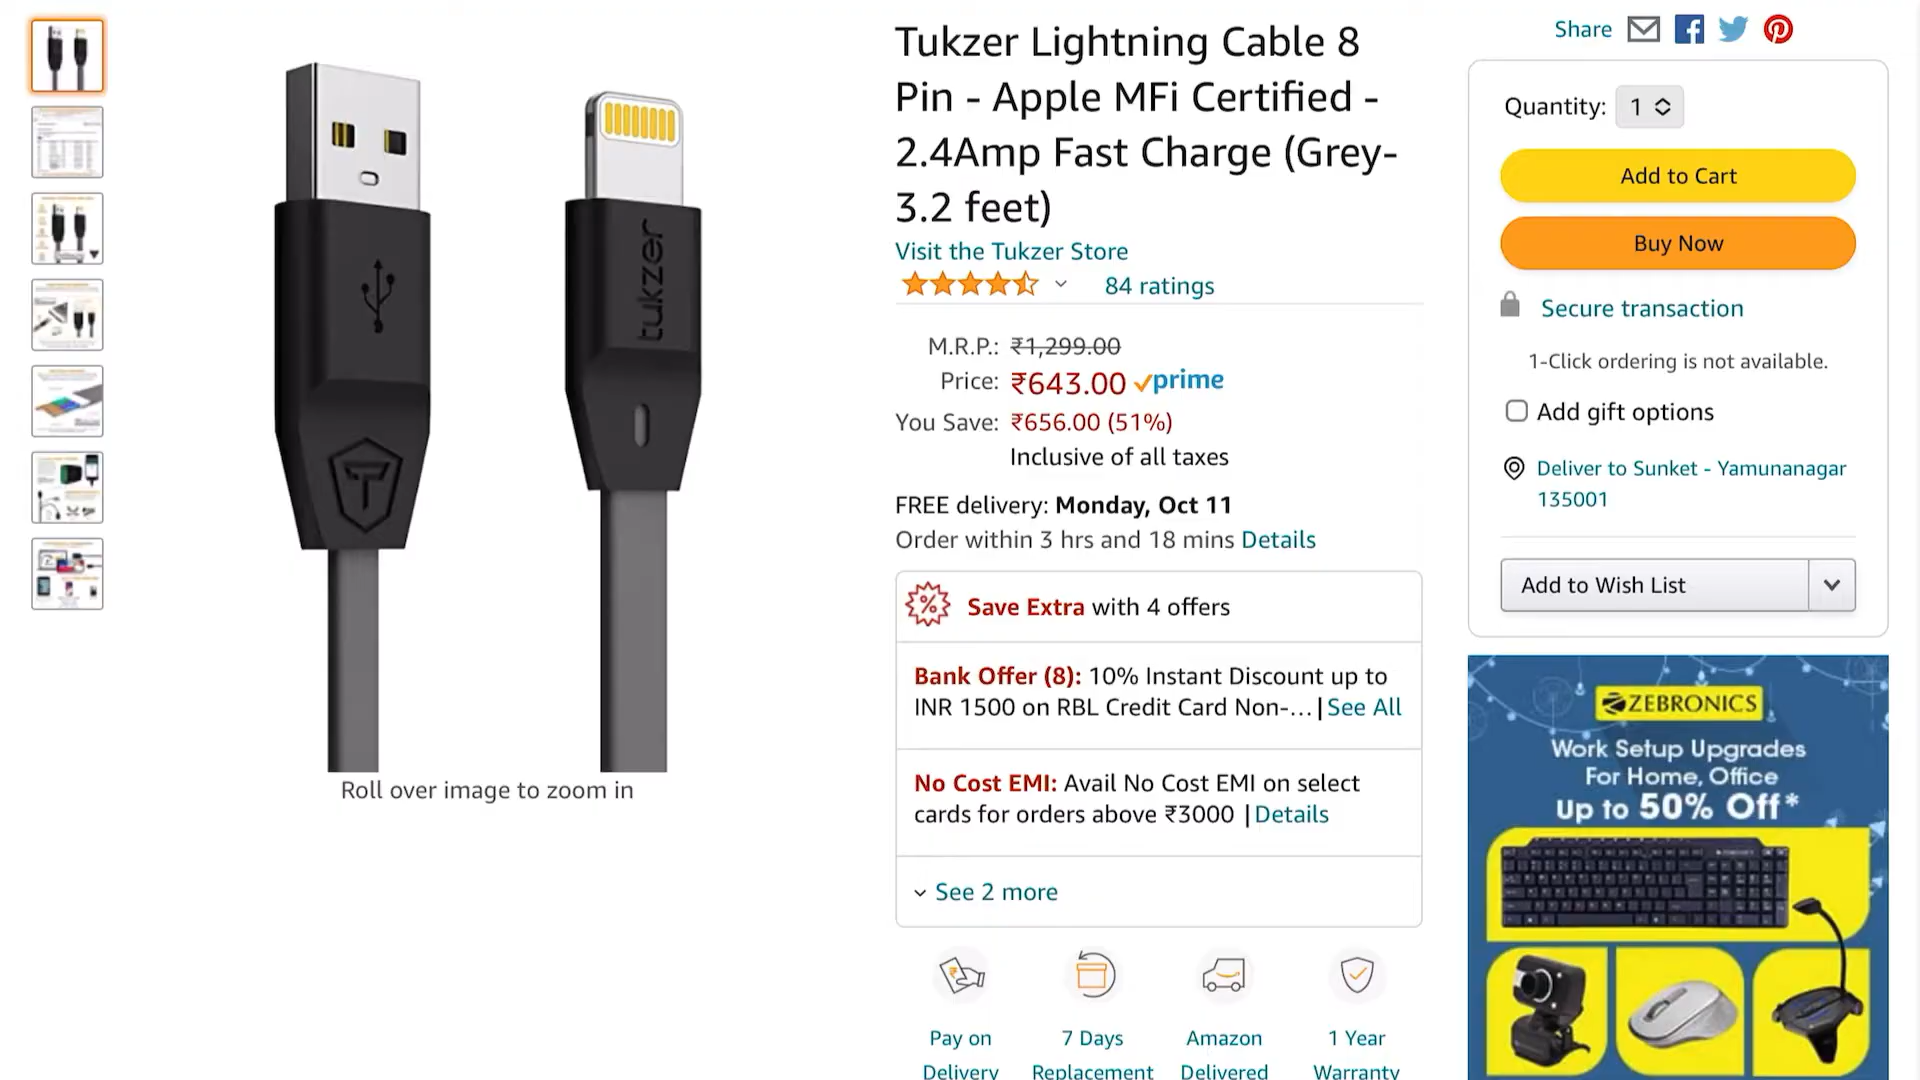 tukzer
Roll over image to zoom in
Tukzer Lightning Cable 8
Pin - Apple MFi Certified -
2.4Amp Fast Charge (Grey-
3.2 feet)
Visit the Tukzer Store
84 ratings
M.R.P.: ₹1,299.00
Price: ₹643.00 prime
You Save: ₹656.00 (51%)
Inclusive of all taxes
FREE delivery: Monday, Oct 11
Order within 3 hrs and 18 mins Details
Save Extra with 4 offers
Bank Offer (8): 10% Instant Discount up to
INR 1500 on RBL Credit Card Non-... | See All
No Cost EMI: Avail No Cost EMI on select
cards for orders above ₹3000 | Details
See 2 more
Pay on
Delivery
7 Days
Replacement
Amazon
Delivered
1 Year
Warranty
Share
Quantity: 1
Add to Cart
Buy Now
Secure transaction
1-Click ordering is not available.
Add gift options
Deliver to Sunket - Yamunanagar
135001
Add to Wish List
ZEBRONICS
Work Setup Upgrades
For Home, Office
Up to 50% Off*